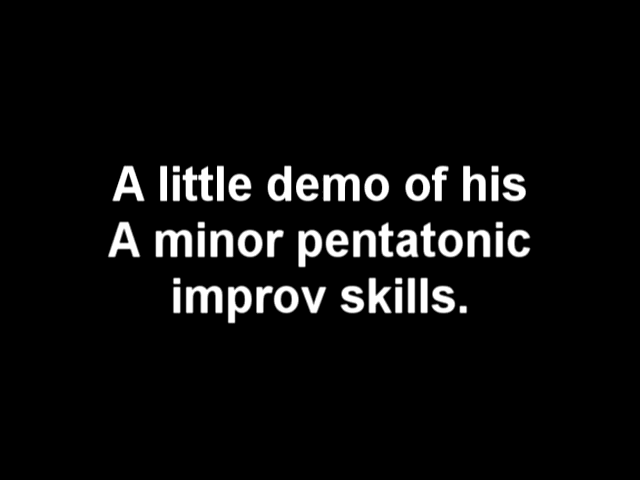 A little demo of his
A minor pentatonic
improv skills.